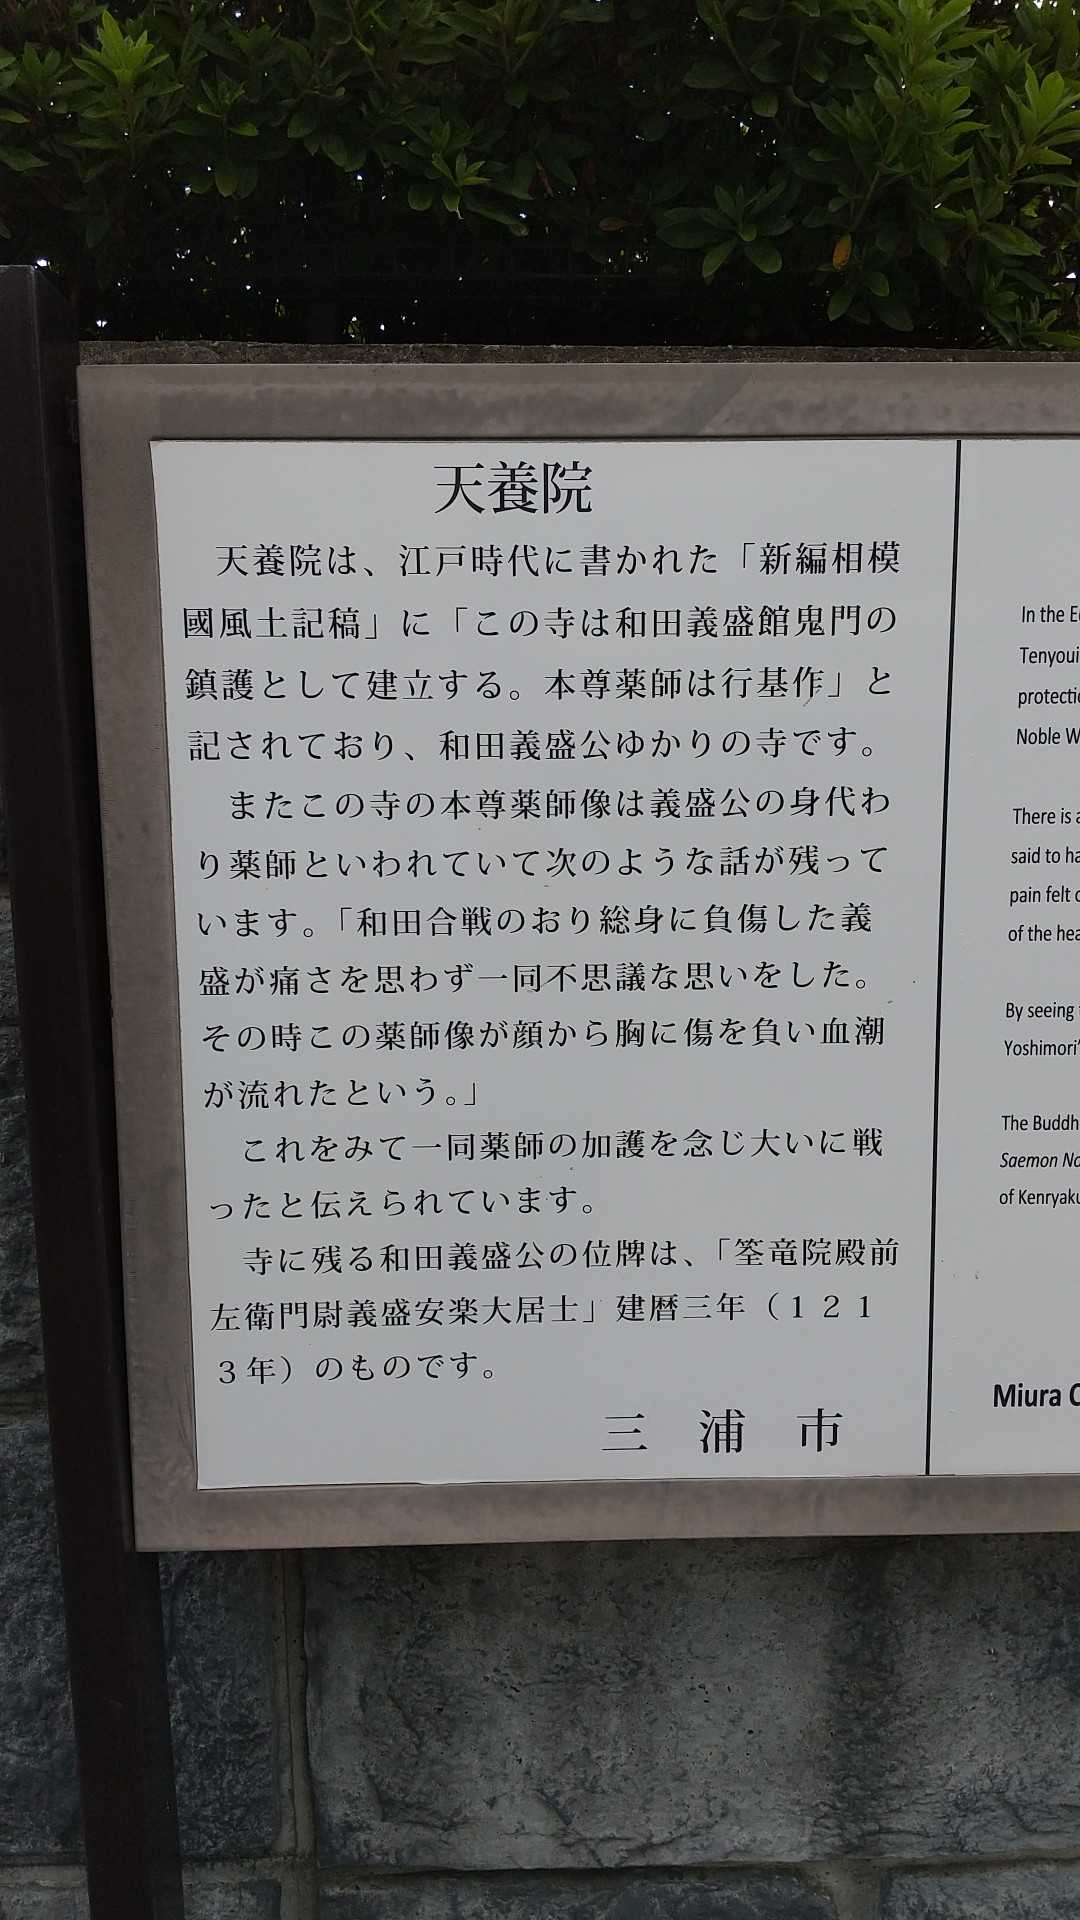 天養院
天養院は、江戸時代に書かれた「新編相模
國風土記稿」に「この寺は和田義盛館鬼門の
鎮護として建立する。本尊薬師は行基作」と
記されており、和田義盛公ゆかりの寺です。
またこの寺の本尊薬師像は義盛公の身代わ
り薬師といわれていて次のような話が残って
います。「和田合戦のおり総身に負傷した義
盛が痛さを思わず一同不思議な思いをした。
その時この薬師像が顔から胸に傷を負い血潮
が流れたという。」
これをみて一同薬師の加護を念じ大いに戦
ったと伝えられています。
寺に残る和田義盛公の位牌は、「筌竜院殿前
左衛門尉義盛安楽大居士」建暦三年（１２１
３年）のものです。
三浦市
In the E
Tenyoui
protecti
Noble W
There is a
said to ha
pain felt
of the hea
By seeing
Yoshimori'
The Buddh
Saemon Na
of Kenryaku
Miura C